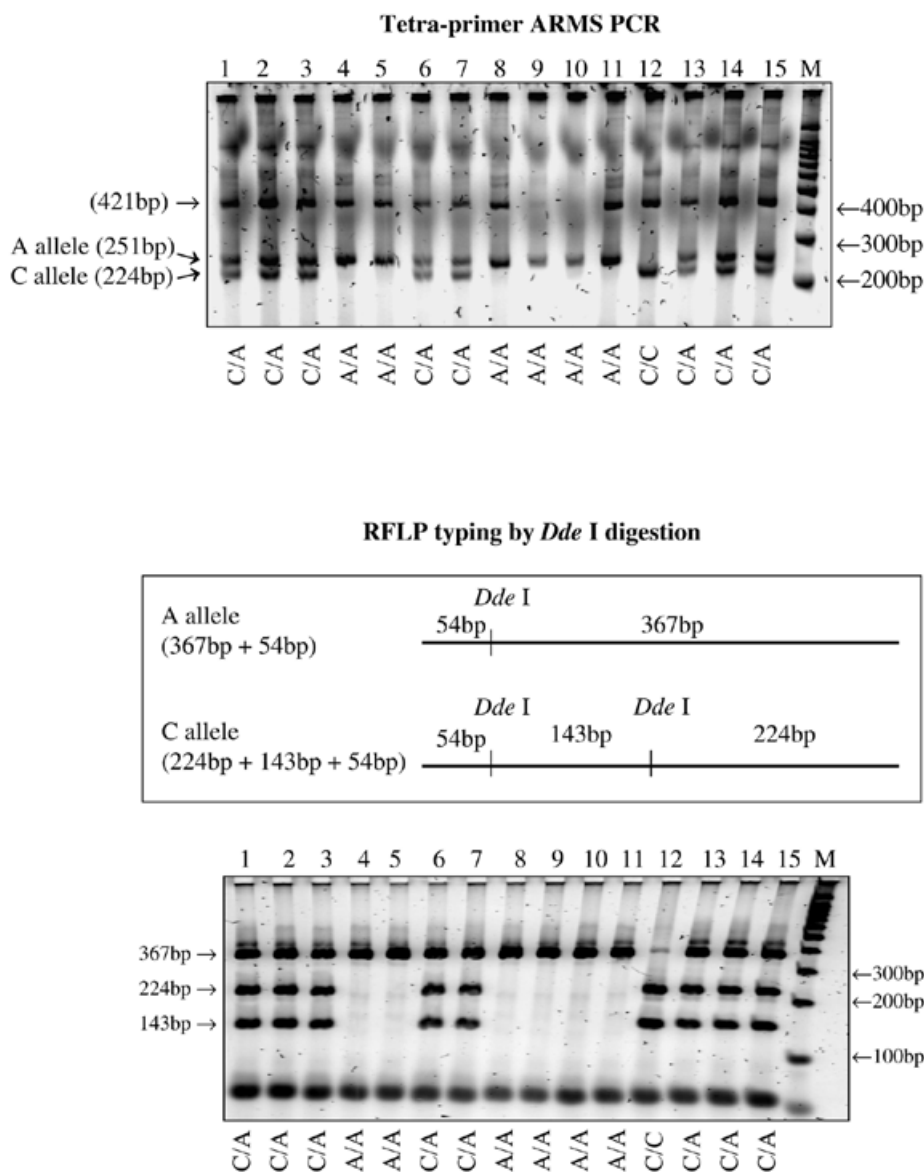 Tetra-primer ARMS PCR
1 2 3 4 5 6 7 8 9 10 11 12 13 14 15 M
(421bp) →
A allele (251bp)
C allele (224bp)
←400bp
←300bp
←200bp
C/A C/A C/A A/A A/A C/A C/A A/A A/A A/A A/A C/C C/A C/A C/A
RFLP typing by Dde I digestion
Dde I
A allele 54bp 367bp
(367bp + 54bp)
Dde I Dde I
C allele 54bp 143bp 224bp
(224bp + 143bp + 54bp)
1 2 3 4 5 6 7 8 9 10 11 12 13 14 15 M
367bp →
224bp →
143bp →
←300bp
←200bp
←100bp
C/A C/A C/A A/A A/A C/A C/A A/A A/A A/A A/A C/C C/A C/A C/A